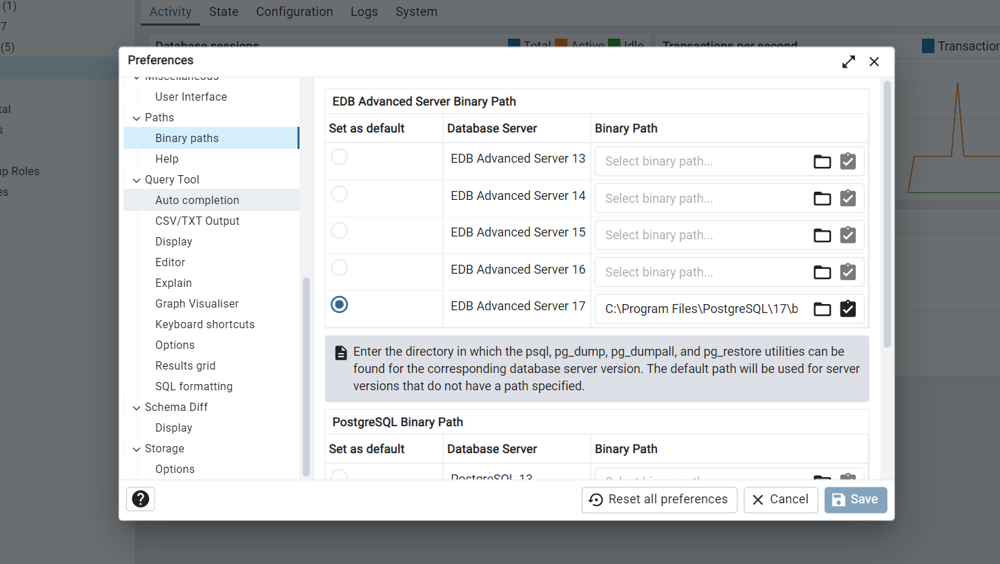 (1)
7
(5)
tal
s
up Roles
es
Activity State Configuration Logs System
Database sessions
Total Active Idle
Transactions per second
Transaction
Preferences
Miscellaneous
User Interface
Paths
Binary paths
Help
Query Tool
Auto completion
CSV/TXT Output
Display
Editor
Explain
Graph Visualiser
Keyboard shortcuts
Options
Results grid
SQL formatting
Schema Diff
Display
Storage
Options
EDB Advanced Server Binary Path
Set as default Database Server Binary Path
EDB Advanced Server 13 Select binary path...
EDB Advanced Server 14 Select binary path...
EDB Advanced Server 15 Select binary path...
EDB Advanced Server 16 Select binary path...
EDB Advanced Server 17 C:\Program Files\PostgreSQL\17\b
Enter the directory in which the psql, pg_dump, pg_dumpall, and pg_restore utilities can be
found for the corresponding database server version. The default path will be used for server
versions that do not have a path specified.
PostgreSQL Binary Path
Set as default Database Server Binary Path
PostgreSQL 13 Select binary path...
Reset all preferences Cancel Save